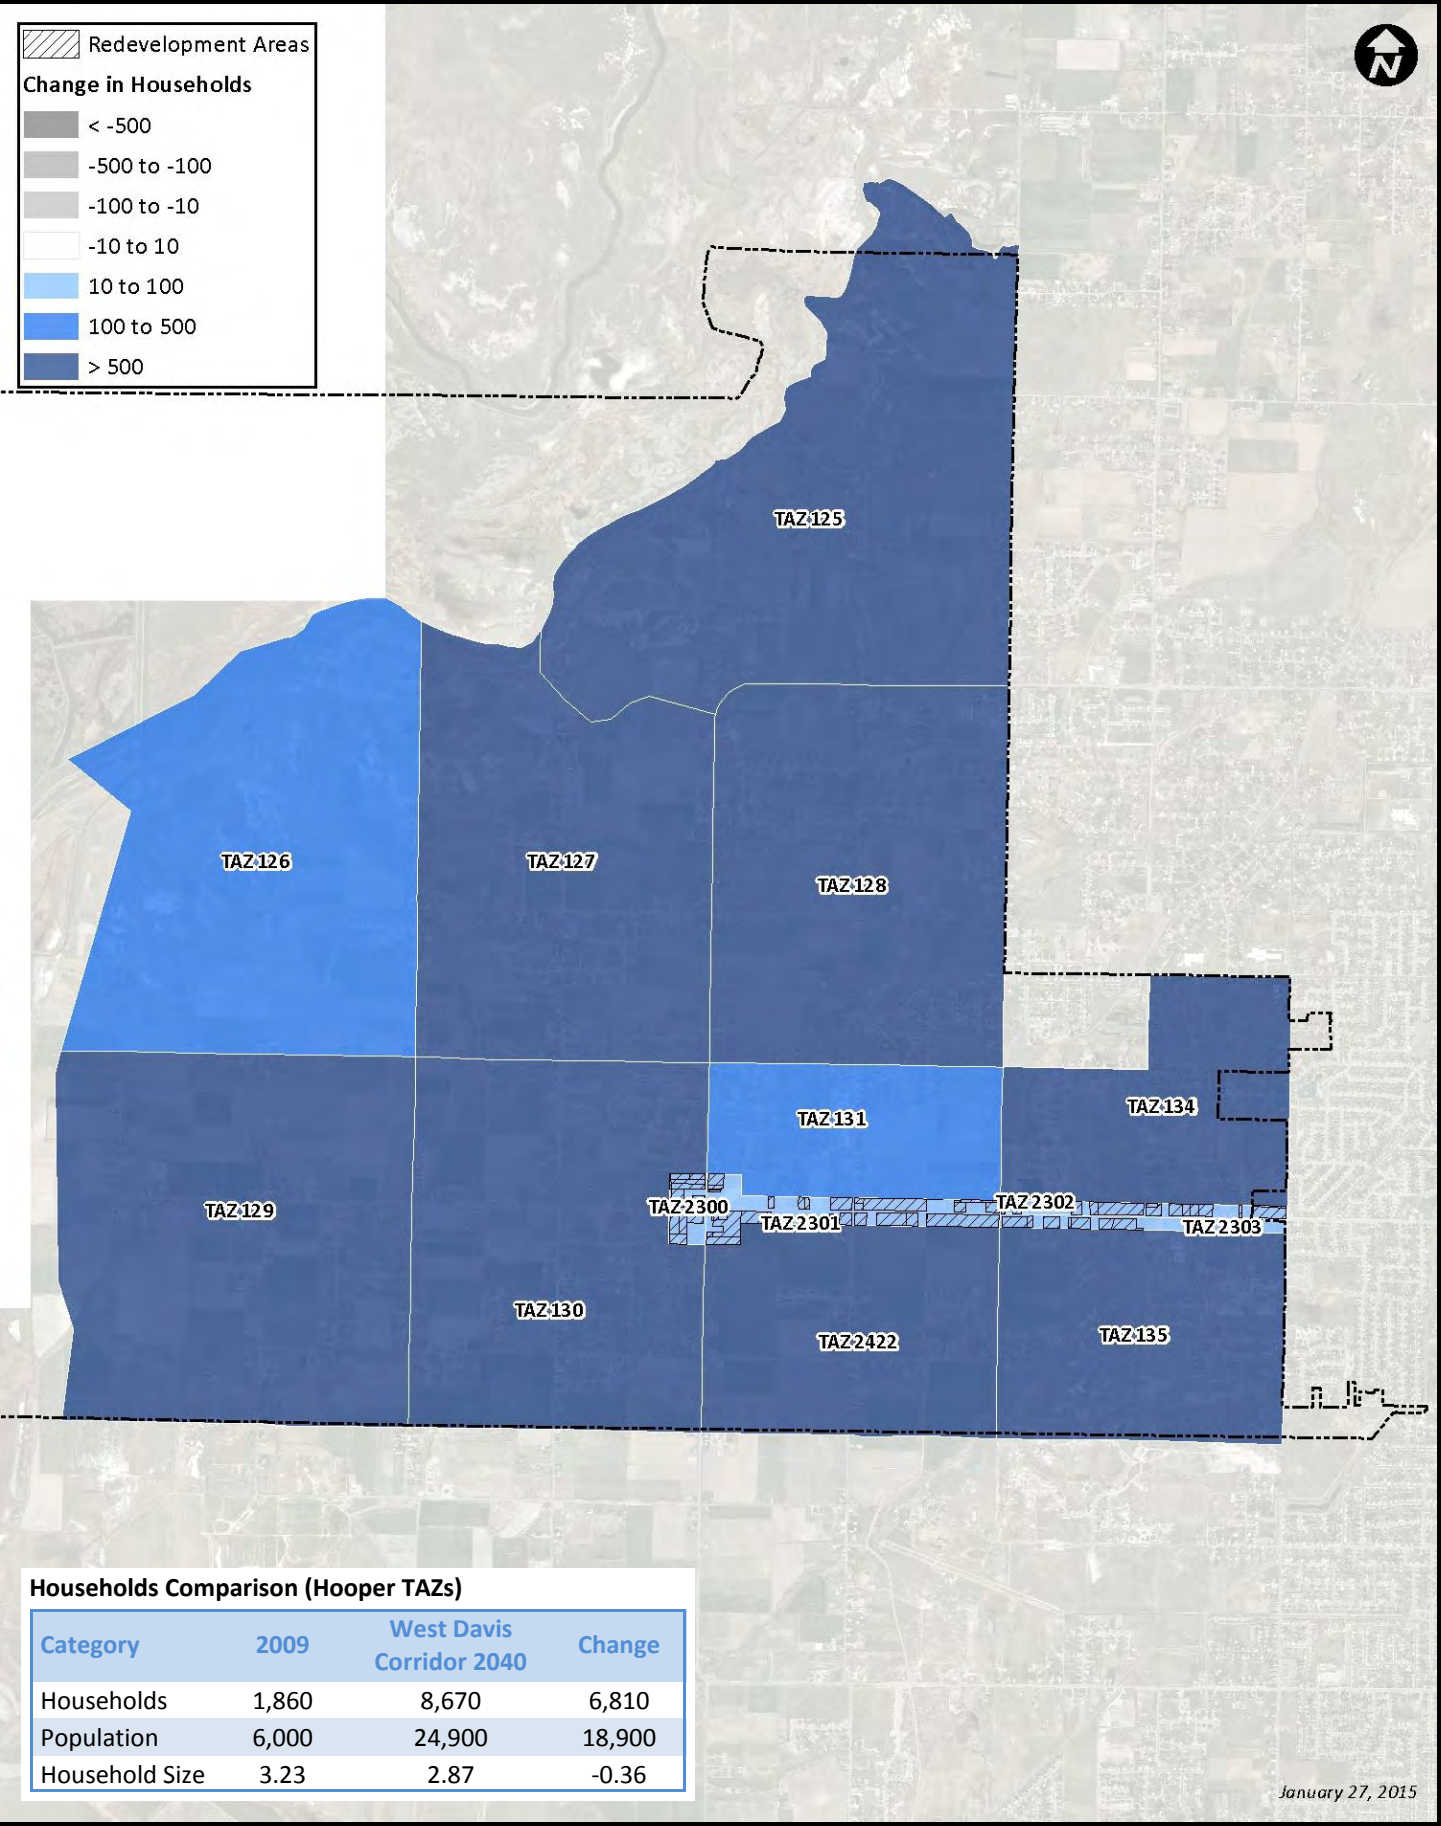 Redevelopment Areas
Change in Households
< -500
-500 to -100
-100 to -10
-10 to 10
10 to 100
100 to 500
> 500
N
TAZ 125
TAZ 126
TAZ 127
TAZ 128
TAZ 131
TAZ 134
TAZ 129
TAZ 2300
TAZ 2301
TAZ 2302
TAZ 2303
TAZ 130
TAZ 2422
TAZ 135
Households Comparison (Hooper TAZs)
Category 2009 West Davis Corridor 2040 Change
Households 1,860 8,670 6,810
Population 6,000 24,900 18,900
Household Size 3.23 2.87 -0.36
January 27, 2015